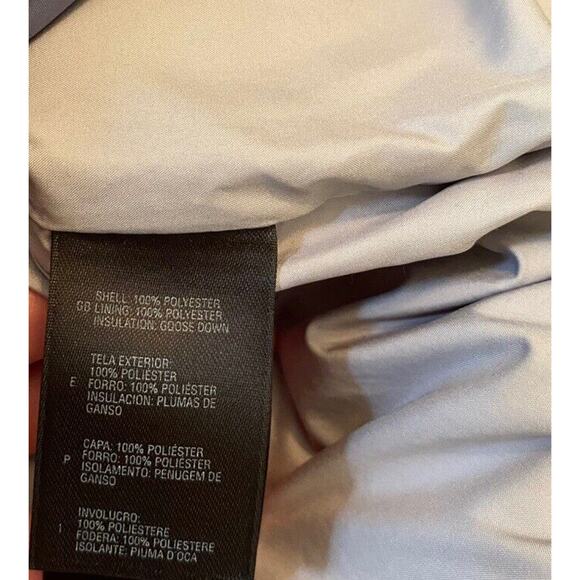 SHELL: 100% POLYESTER
GB LINING: 100% POLYESTER
INSULATION: GOOSE DOWN
TELA EXTERIOR:
100% POLIÉSTER
E FORRO: 100% POLIÉSTER
INSULACION: PLUMAS DE
GANSO
CAPA: 100% POLIÉSTER
P FORRO: 100% POLIÉSTER
ISOLAMENTO: PENUGEM DE
GANSO
INVOLUCRO:
I 100% POLIESTERE
FODERA: 100% POLIESTERE
ISOLANTE: PIUMA D'OCA